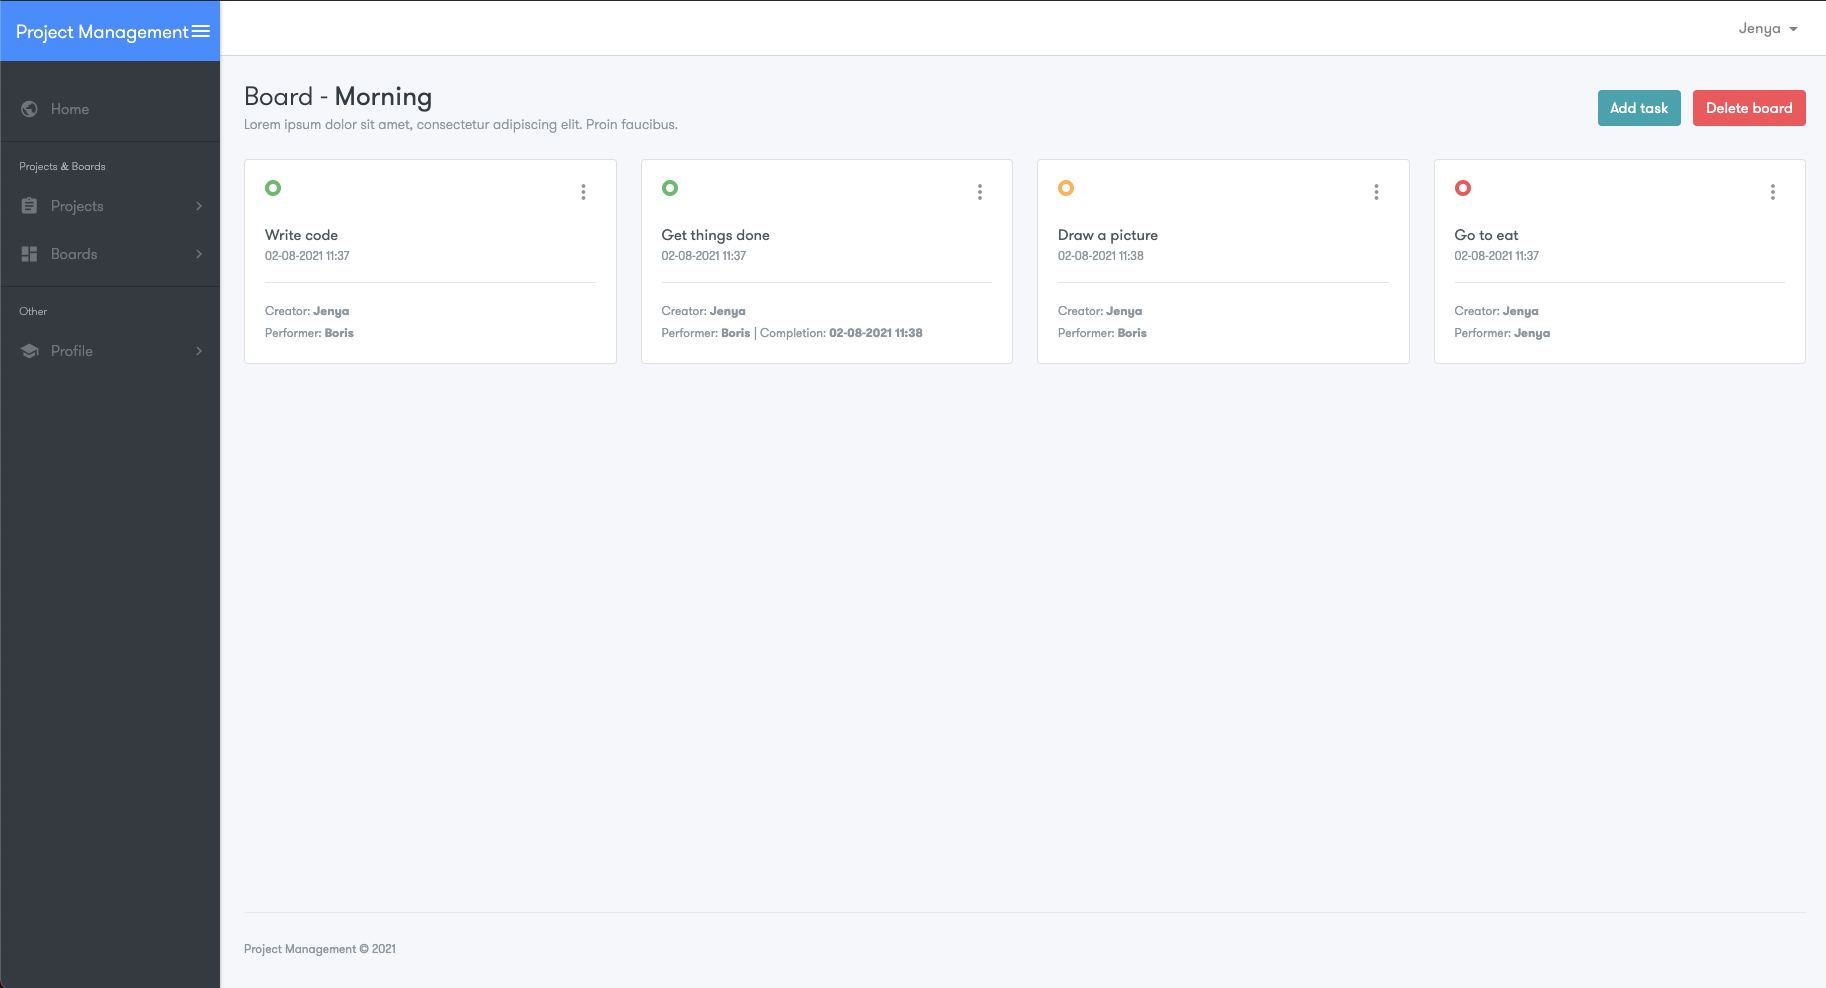 Project Management
Jenya
Home
Projects & Boards
Projects
Boards
Other
Profile
Board - Morning
Lorem ipsum dolor sit amet, consectetur adipiscing elit. Proin faucibus.
Add task
Delete board
Write code
02-08-2021 11:37
Creator: Jenya
Performer: Boris
Get things done
02-08-2021 11:37
Creator: Jenya
Performer: Boris | Completion: 02-08-2021 11:38
Draw a picture
02-08-2021 11:38
Creator: Jenya
Performer: Boris
Go to eat
02-08-2021 11:37
Creator: Jenya
Performer: Jenya
Project Management © 2021